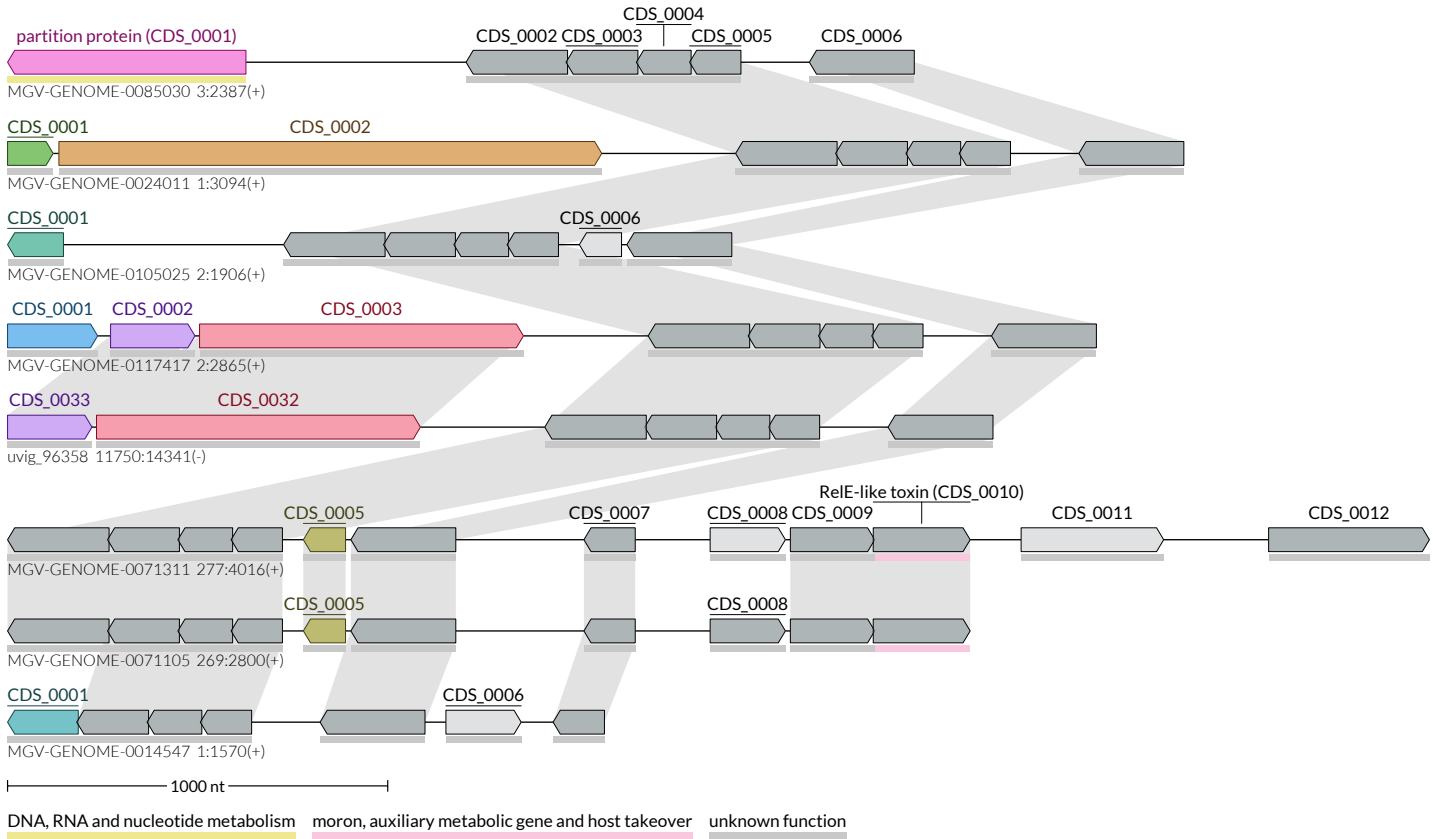 CDS_0004
partition protein (CDS_0001) CDS_0002 CDS_0003 CDS_0005 CDS_0006
MGV-GENOME-0085030 3:2387(+)
CDS_0001 CDS_0002
MGV-GENOME-0024011 1:3094(+)
CDS_0001 CDS_0006
MGV-GENOME-0105025 2:1906(+)
CDS_0001 CDS_0002 CDS_0003
MGV-GENOME-0117417 2:2865(+)
CDS_0033 CDS_0032
uvig_96358 11750:14341(-)
RelE-like toxin (CDS_0010)
CDS_0005 CDS_0007 CDS_0008 CDS_0009 CDS_0011 CDS_0012
MGV-GENOME-0071311 277:4016(+)
CDS_0005 CDS_0008
MGV-GENOME-0071105 269:2800(+)
CDS_0001 CDS_0006
MGV-GENOME-0014547 1:1570(+)
1000 nt
DNA, RNA and nucleotide metabolism moron, auxiliary metabolic gene and host takeover unknown function